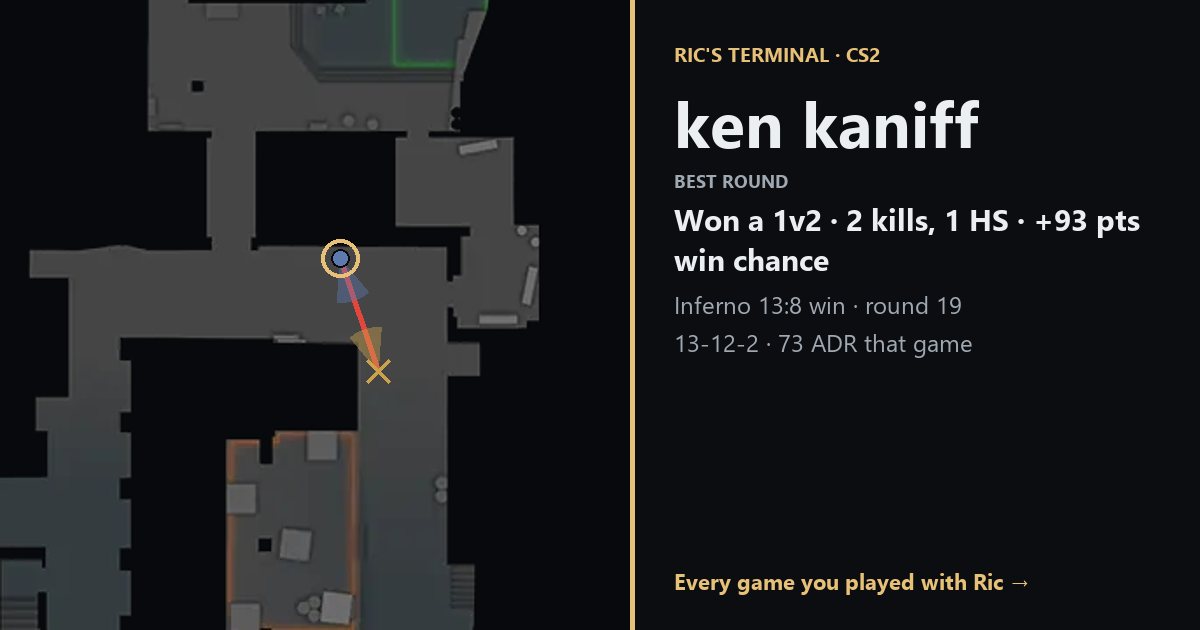 RIC'S TERMINAL · CS2
ken kaniff
BEST ROUND
Won a 1v2 · 2 kills, 1 HS · +93 pts
win chance
Inferno 13:8 win · round 19
13-12-2 · 73 ADR that game
Every game you played with Ric →